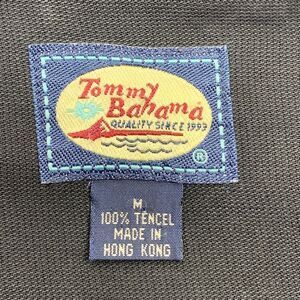 Tommy
Bahama
QUALITY SINCE 1993
®
M
100% TENCEL
MADE IN
HONG KONG